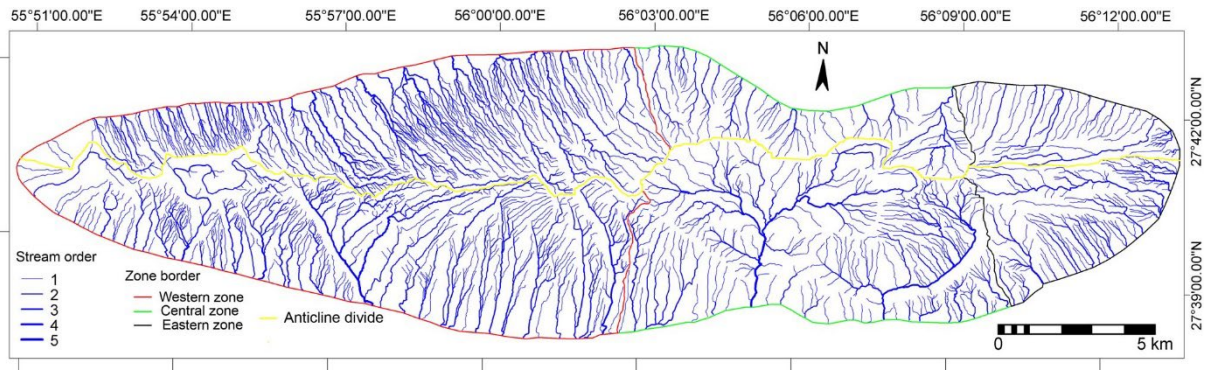 55°51'00.00"E 55°54'00.00"E 55°57'00.00"E 56°00'00.00"E 56°03'00.00"E 56°06'00.00"E 56°09'00.00"E 56°12'00.00"E
N
27°42'00.00"N
27°39'00.00"N
Stream order
1
2
3
4
5
Zone border
Western zone
Central zone
Eastern zone
Anticline divide
0 5 km